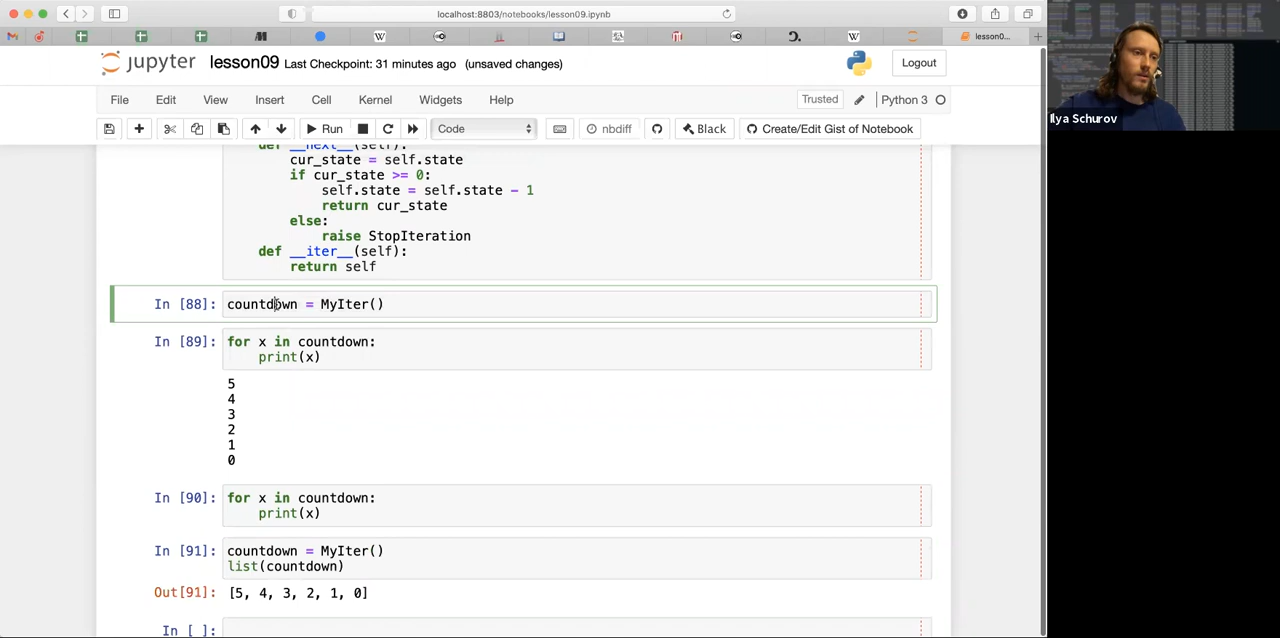 localhost:8803/notebooks/lesson09.ipynb
lesson0...
jupyter lesson09 Last Checkpoint: 31 minutes ago (unsaved changes)
Logout
File Edit View Insert Cell Kernel Widgets Help
Trusted Python 3
Run Code nbdiff Black Create/Edit Gist of Notebook
Ilya Schurov
def __next__(self):
cur_state = self.state
if cur_state >= 0:
self.state = self.state - 1
return cur_state
else:
raise StopIteration
def __iter__(self):
return self
In [88]: countdown = MyIter()
In [89]: for x in countdown:
print(x)
5
4
3
2
1
0
In [90]: for x in countdown:
print(x)
In [91]: countdown = MyIter()
list(countdown)
Out[91]: [5, 4, 3, 2, 1, 0]
In [ ]: